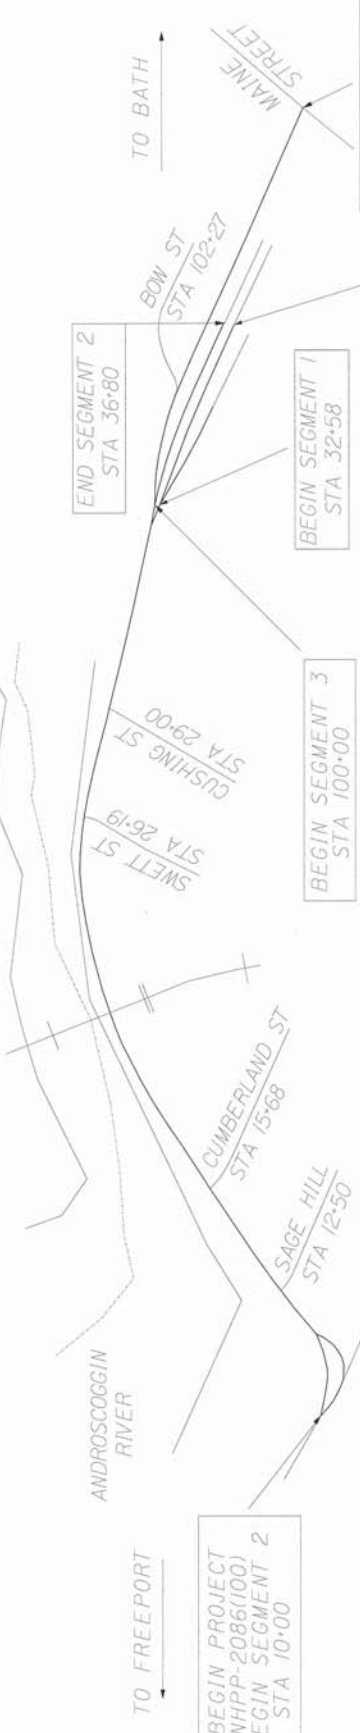 TO FREEPORT
BEGIN PROJECT
NHPP-2086(100)
EGIN SEGMENT 2
STA 10+00
ANDROSCOGGIN
RIVER
SAGE HILL
STA 12+50
CUMBERLAND ST
STA 15+68
SWETT ST
STA 26+19
CUSHING ST
STA 29+00
BEGIN SEGMENT 3
STA 100+00
BEGIN SEGMENT 1
STA 32+58
END SEGMENT 2
STA 36+80
BOW ST
STA 102+27
TO BATH
MAINE
STREET